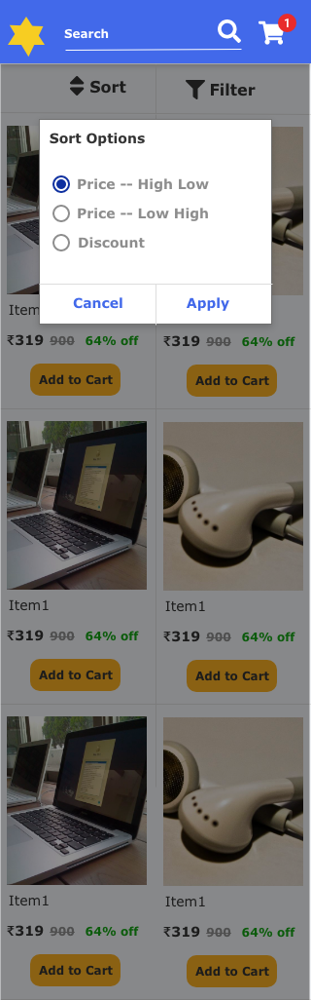 Search
1
Sort
Filter
Sort Options
Price -- High Low
Price -- Low High
Discount
Cancel
Apply
₹319 900 64% off
₹319 900 64% off
Add to Cart
Add to Cart
Item1
Item1
₹319 900 64% off
₹319 900 64% off
Add to Cart
Add to Cart
Item1
Item1
₹319 900 64% off
₹319 900 64% off
Add to Cart
Add to Cart